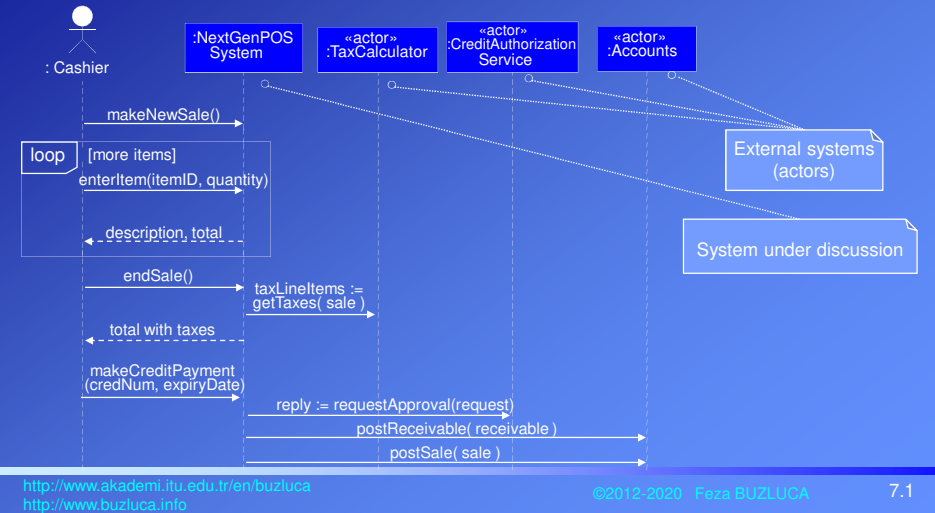 : Cashier
:NextGenPOS
System
«actor»
:TaxCalculator
«actor»
:CreditAuthorization
Service
«actor»
:Accounts
makeNewSale()
External systems
(actors)
loop
[more items]
enterItem(itemID, quantity)
description, total
System under discussion
endSale()
taxLineItems :=
getTaxes( sale )
total with taxes
makeCreditPayment
(credNum, expiryDate)
reply := requestApproval(request)
postReceivable( receivable )
postSale( sale )
http://www.akademi.itu.edu.tr/en/buzluca
http://www.buzluca.info
©2012-2020 Feza BUZLUCA
7.1